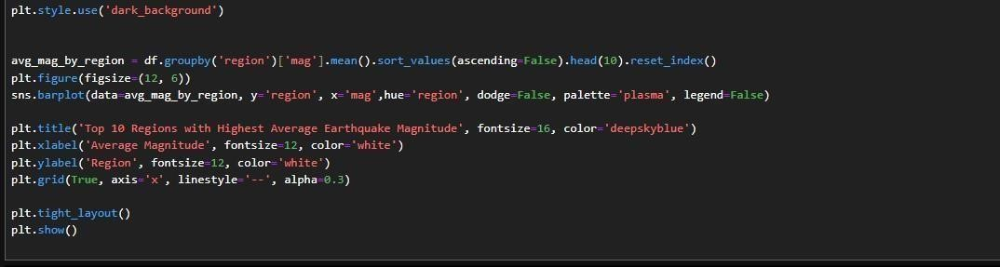 plt.style.use('dark_background')
avg_mag_by_region = df.groupby('region')['mag'].mean().sort_values(ascending=False).head(10).reset_index()
plt.figure(figsize=(12, 6))
sns.barplot(data=avg_mag_by_region, y='region', x='mag',hue='region', dodge=False, palette='plasma', legend=False)
plt.title('Top 10 Regions with Highest Average Earthquake Magnitude', fontsize=16, color='deepskyblue')
plt.xlabel('Average Magnitude', fontsize=12, color='white')
plt.ylabel('Region', fontsize=12, color='white')
plt.grid(True, axis='x', linestyle='--', alpha=0.3)
plt.tight_layout()
plt.show()